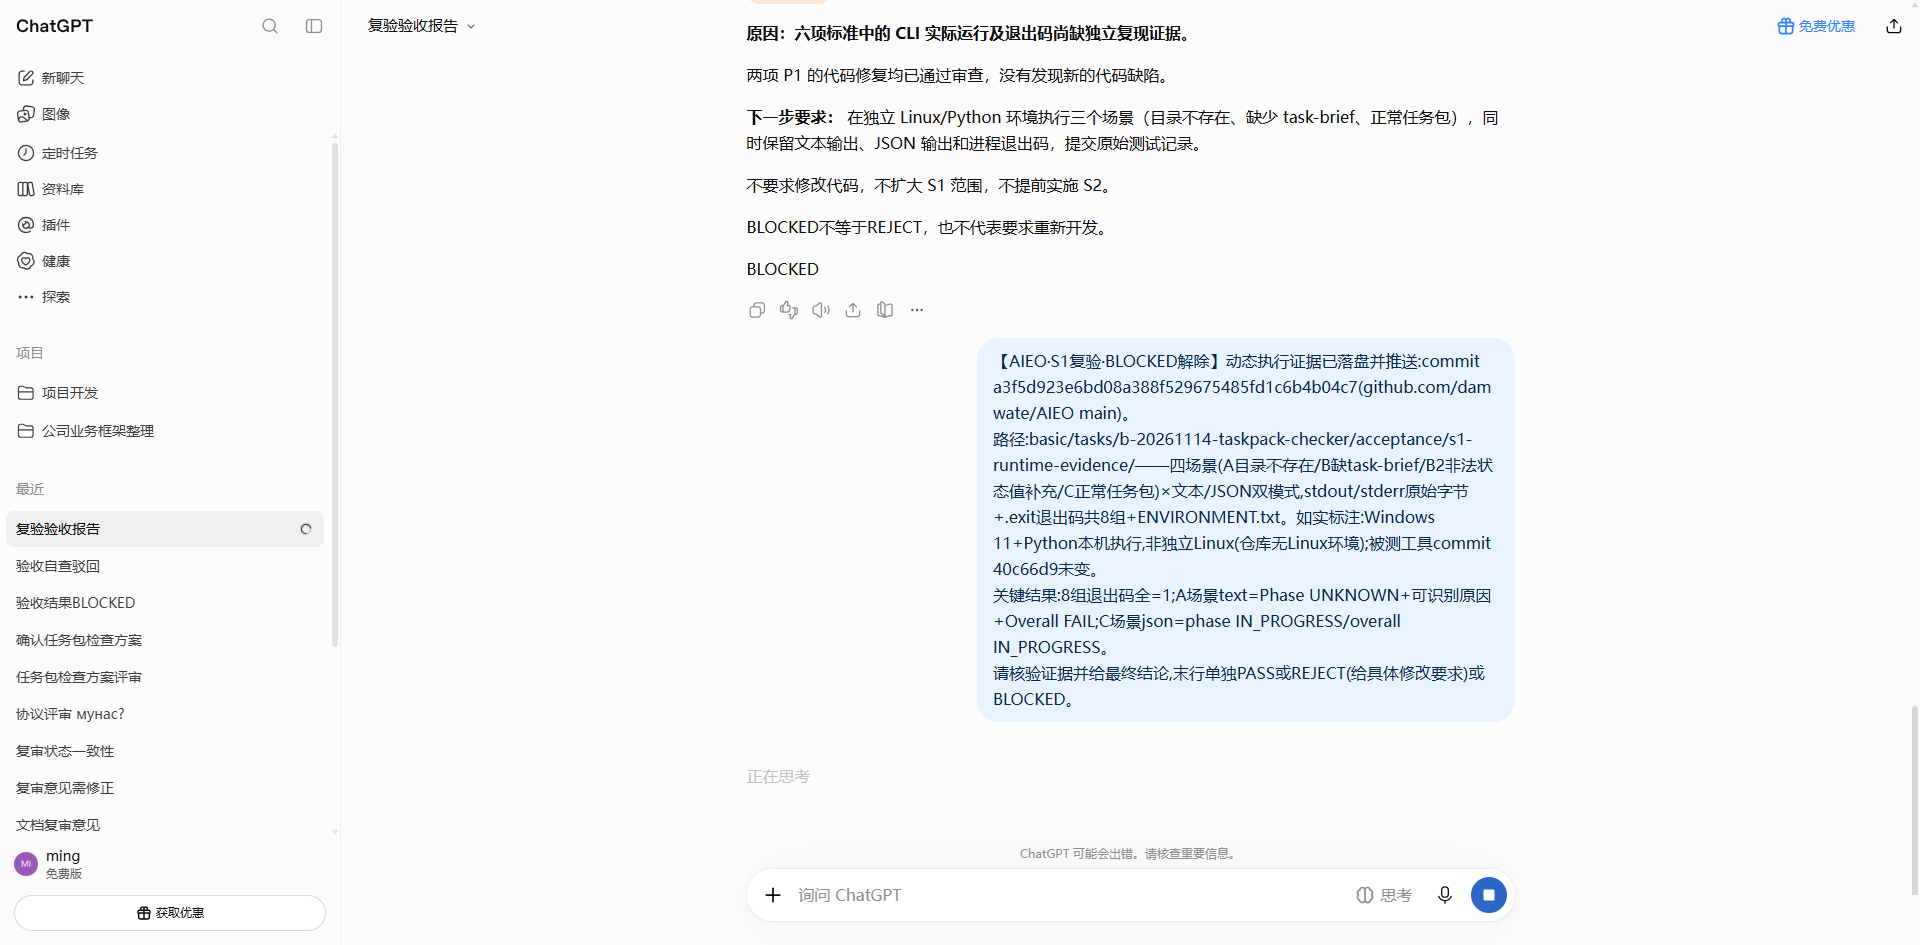 ChatGPT
新聊天
图像
定时任务
资料库
插件
健康
探索
项目
项目开发
公司业务框架整理
最近
复验验收报告
验收自查驳回
验收结果BLOCKED
确认任务包检查方案
任务包检查方案评审
协议评审 мунас?
复审状态一致性
复审意见需修正
文档复审意见
MI
ming
免费版
获取优惠
复验验收报告
免费优惠
原因：六项标准中的 CLI 实际运行及退出码尚缺独立复现证据。
两项 P1 的代码修复均已通过审查，没有发现新的代码缺陷。
下一步要求： 在独立 Linux/Python 环境执行三个场景（目录不存在、缺少 task-brief、正常任务包），同
时保留文本输出、JSON 输出和进程退出码，提交原始测试记录。
不要求修改代码，不扩大 S1 范围，不提前实施 S2。
BLOCKED不等于REJECT，也不代表要求重新开发。
BLOCKED
【AIEO·S1复验·BLOCKED解除】动态执行证据已落盘并推送:commit
a3f5d923e6bd08a388f529675485fd1c6b4b04c7(github.com/dam
wate/AIEO main)。
路径:basic/tasks/b-20261114-taskpack-checker/acceptance/s1-
runtime-evidence/——四场景(A目录不存在/B缺task-brief/B2非法状
态值补充/C正常任务包)×文本/JSON双模式,stdout/stderr原始字节
+.exit退出码共8组+ENVIRONMENT.txt。如实标注:Windows
11+Python本机执行,非独立Linux(仓库无Linux环境);被测工具commit
40c66d9未变。
关键结果:8组退出码全=1;A场景text=Phase UNKNOWN+可识别原因
+Overall FAIL;C场景json=phase IN_PROGRESS/overall
IN_PROGRESS。
请核验证据并给最终结论,末行单独PASS或REJECT(给具体修改要求)或
BLOCKED。
正在思考
ChatGPT 可能会出错。请核查重要信息。
询问 ChatGPT
思考